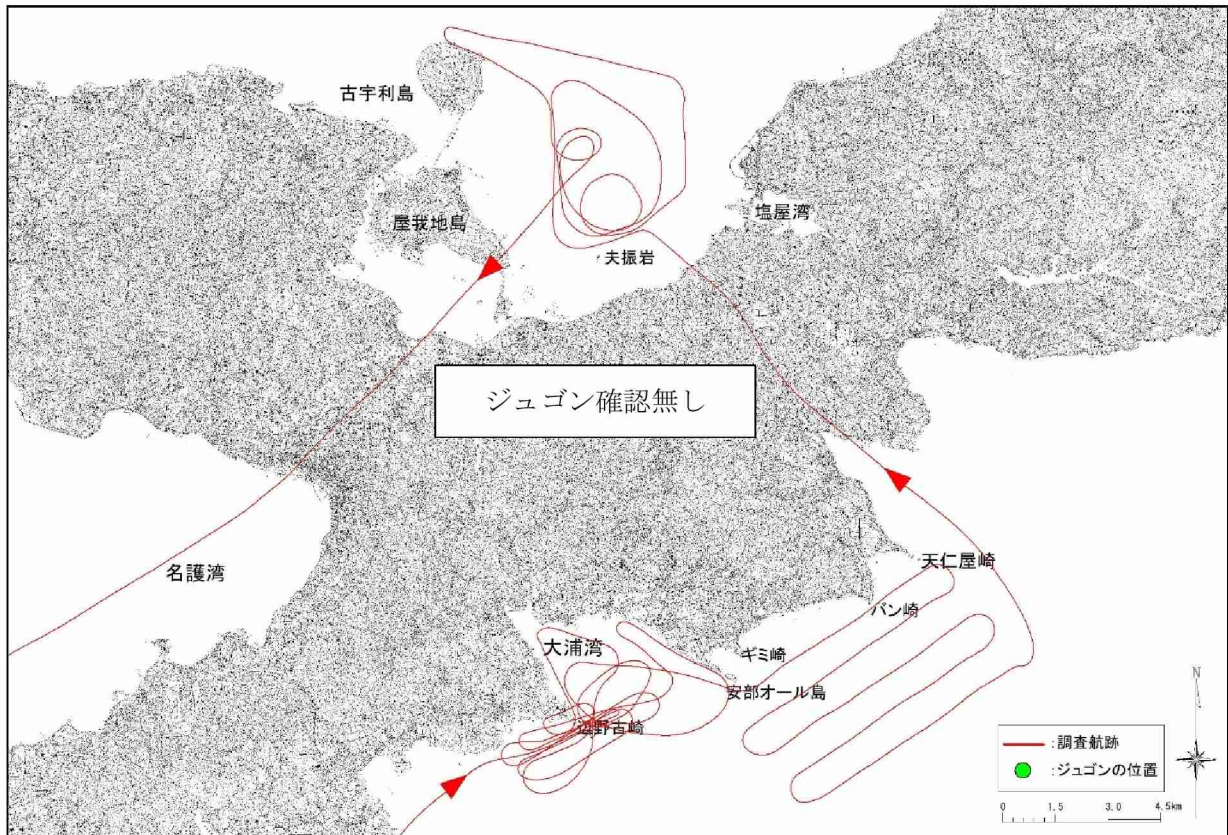 古宇利島
屋我地島
塩屋湾
夫振岩
ジュゴン確認無し
名護湾
天仁屋崎
バン崎
大浦湾
ギミ崎
安部オール島
辺野古崎
N
:調査航跡
:ジュゴンの位置
0 1.5 3.0 4.5km